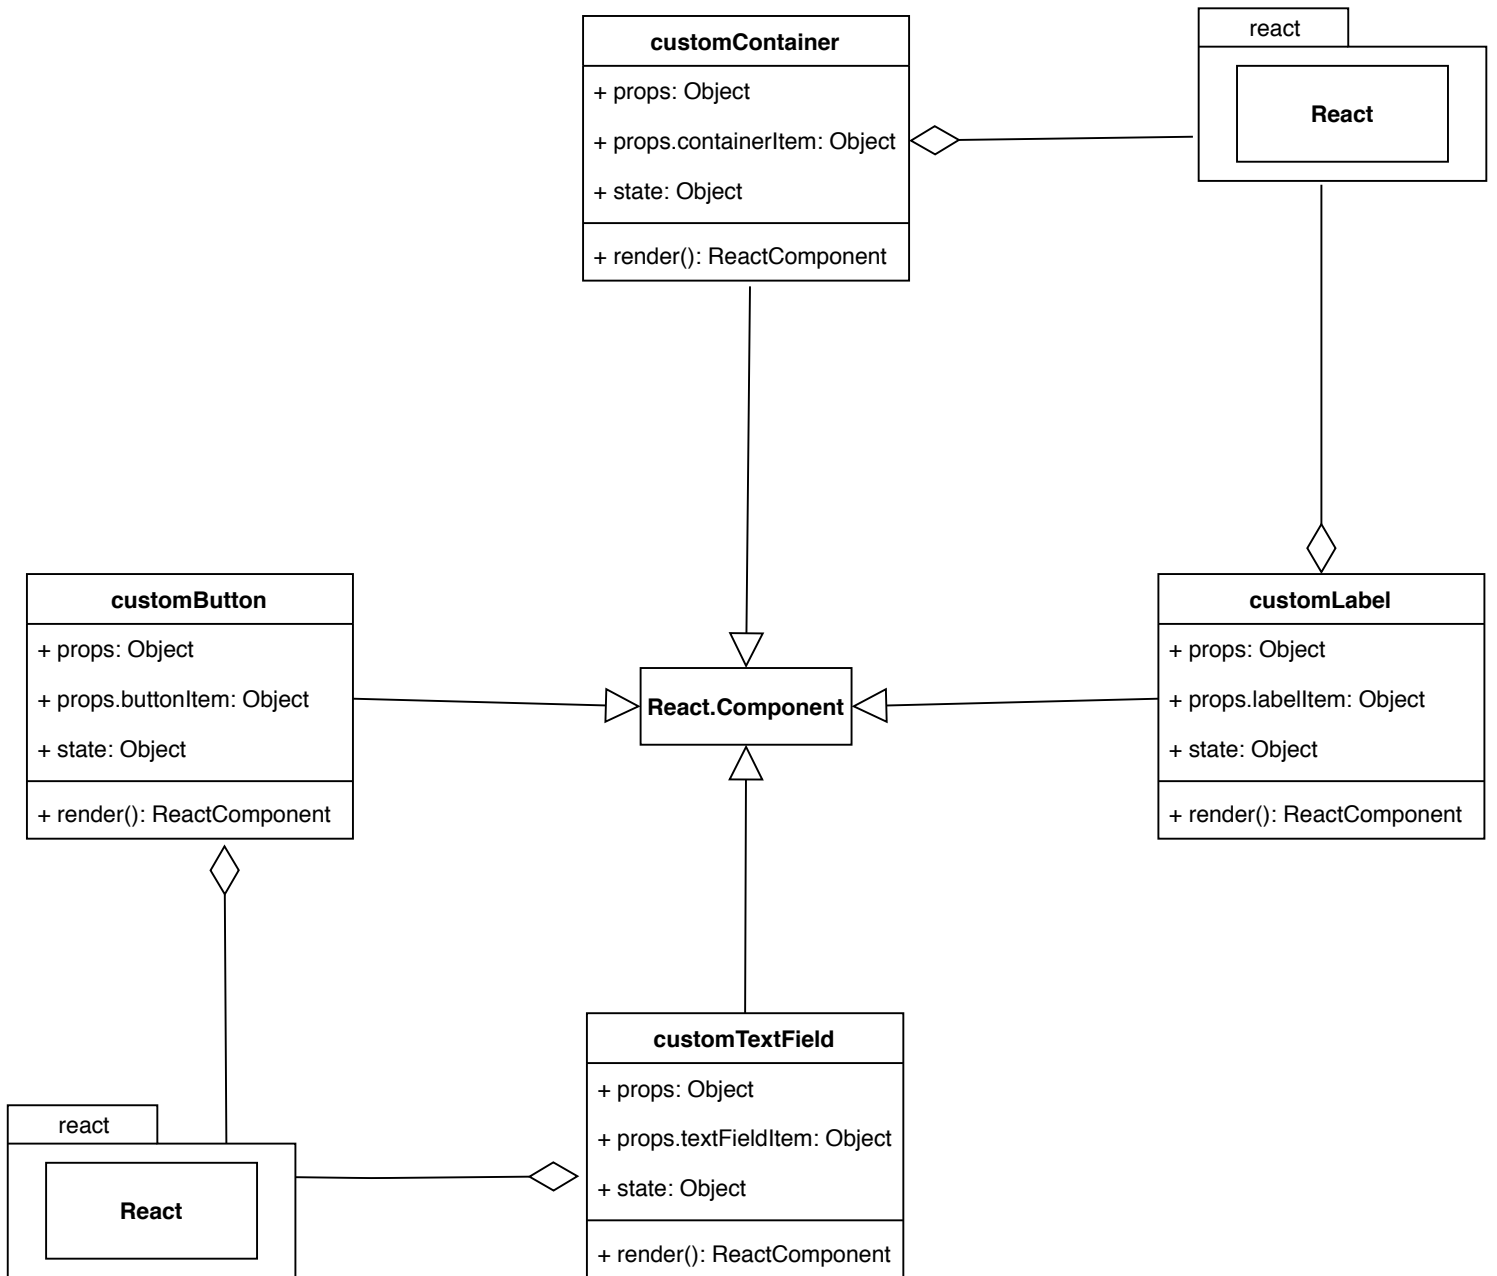 customContainer
+ props: Object
+ props.containerItem: Object
+ state: Object
+ render(): ReactComponent
react
React
customButton
+ props: Object
+ props.buttonItem: Object
+ state: Object
+ render(): ReactComponent
React.Component
customLabel
+ props: Object
+ props.labelItem: Object
+ state: Object
+ render(): ReactComponent
react
React
customTextField
+ props: Object
+ props.textFieldItem: Object
+ state: Object
+ render(): ReactComponent